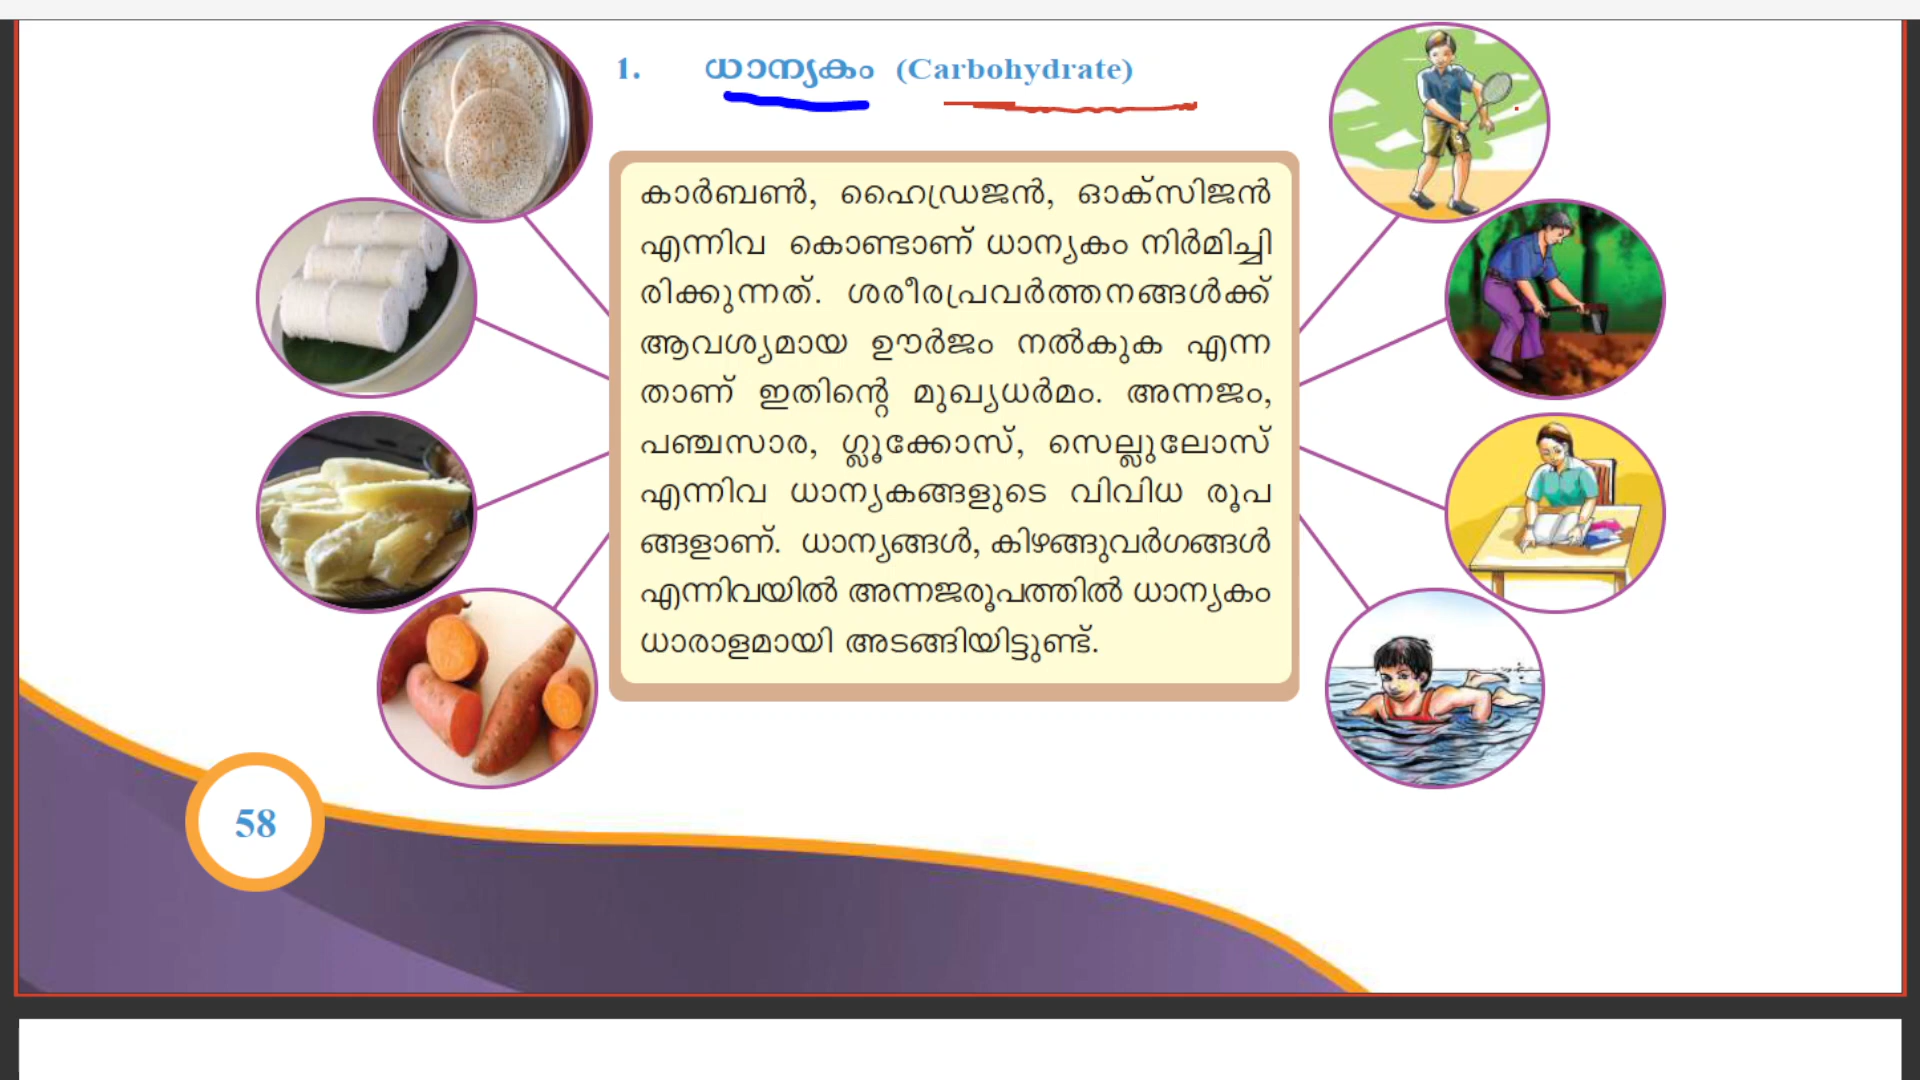 1. ധാന്യകം (Carbohydrate)
കാർബൺ, ഹൈഡ്രജൻ, ഓക്സിജൻ
എന്നിവ കൊണ്ടാണ് ധാന്യകം നിർമിച്ചി
രിക്കുന്നത്. ശരീരപ്രവർത്തനങ്ങൾക്ക്
ആവശ്യമായ ഊർജം നൽകുക എന്ന
താണ് ഇതിന്റെ മുഖ്യധർമം. അന്നജം,
പഞ്ചസാര, ഗ്ലൂക്കോസ്, സെല്ലുലോസ്
എന്നിവ ധാന്യകങ്ങളുടെ വിവിധ രൂപ
ങ്ങളാണ്. ധാന്യങ്ങൾ, കിഴങ്ങുവർഗങ്ങൾ
എന്നിവയിൽ അന്നജരൂപത്തിൽ ധാന്യകം
ധാരാളമായി അടങ്ങിയിട്ടുണ്ട്.
58